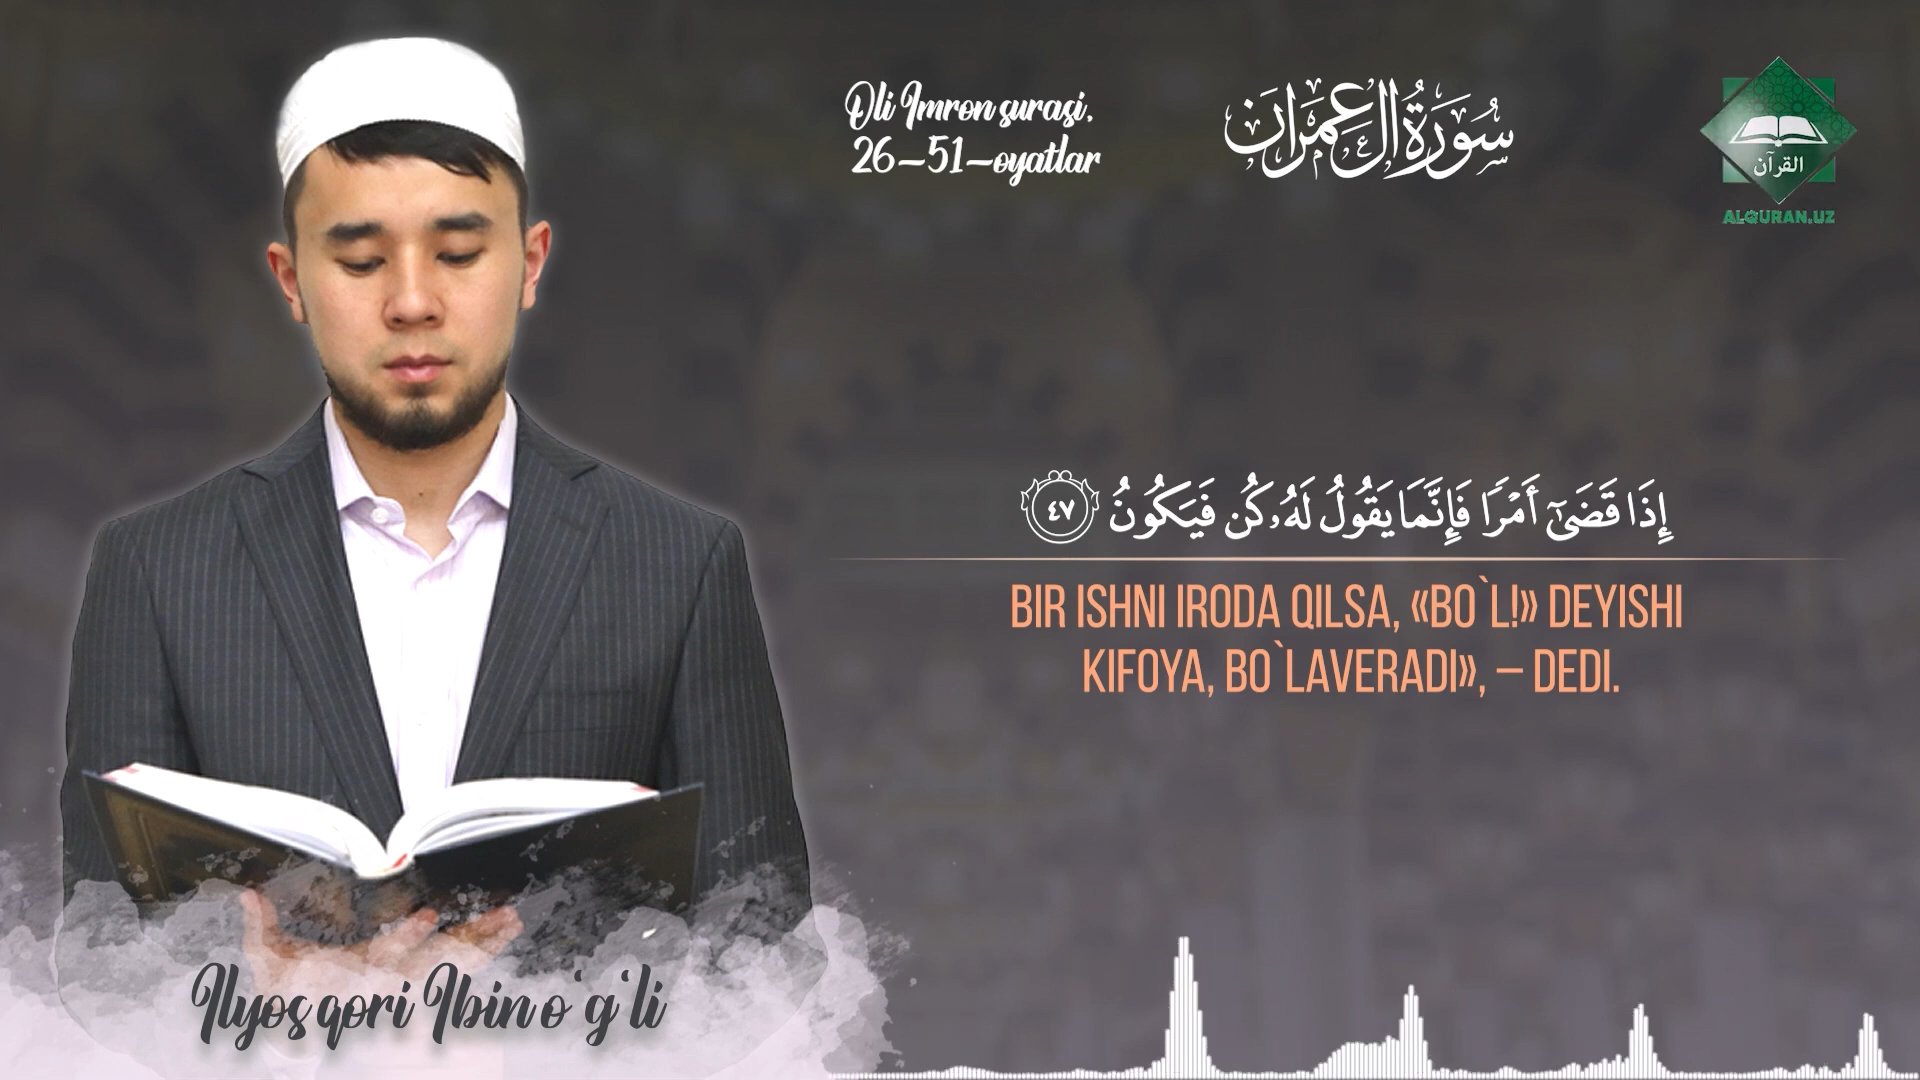 Oli Imron surasi,
26-51-oyatlar
سُورَةُ آلِ عِمْرَان
القرآن
ALQURAN.UZ
إِذَا قَضَىٰٓ أَمْرًا فَإِنَّمَا يَقُولُ لَهُۥ كُن فَيَكُونُ ٤٧
BIR ISHNI IRODA QILSA, «BO`L!» DEYISHI
KIFOYA, BO`LAVERADI», – DEDI.
Ilyos qori Ibin o‘g‘li